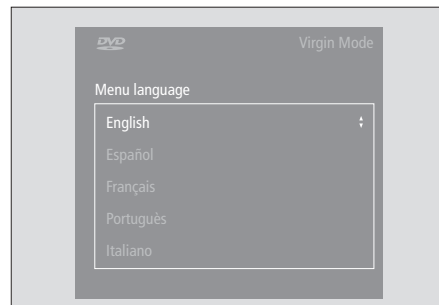 DVD
Virgin Mode
Menu language
English
Español
Français
Português
Italiano